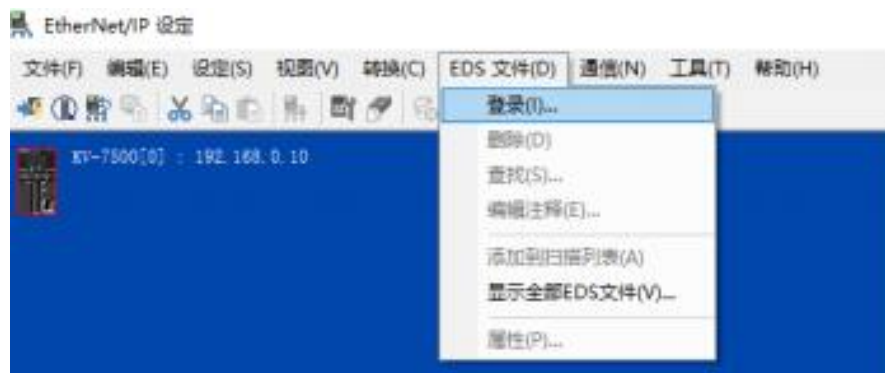 EtherNet/IP 设定
文件(F) 编辑(E) 设定(S) 视图(V) 转换(C) EDS 文件(D) 通信(N) 工具(T) 帮助(H)
登录(I)...
删除(D)
查找(S)...
编辑注释(E)...
添加到扫描列表(A)
显示全部EDS文件(V)...
属性(P)...
KV-7500[0] : 192.168.0.10